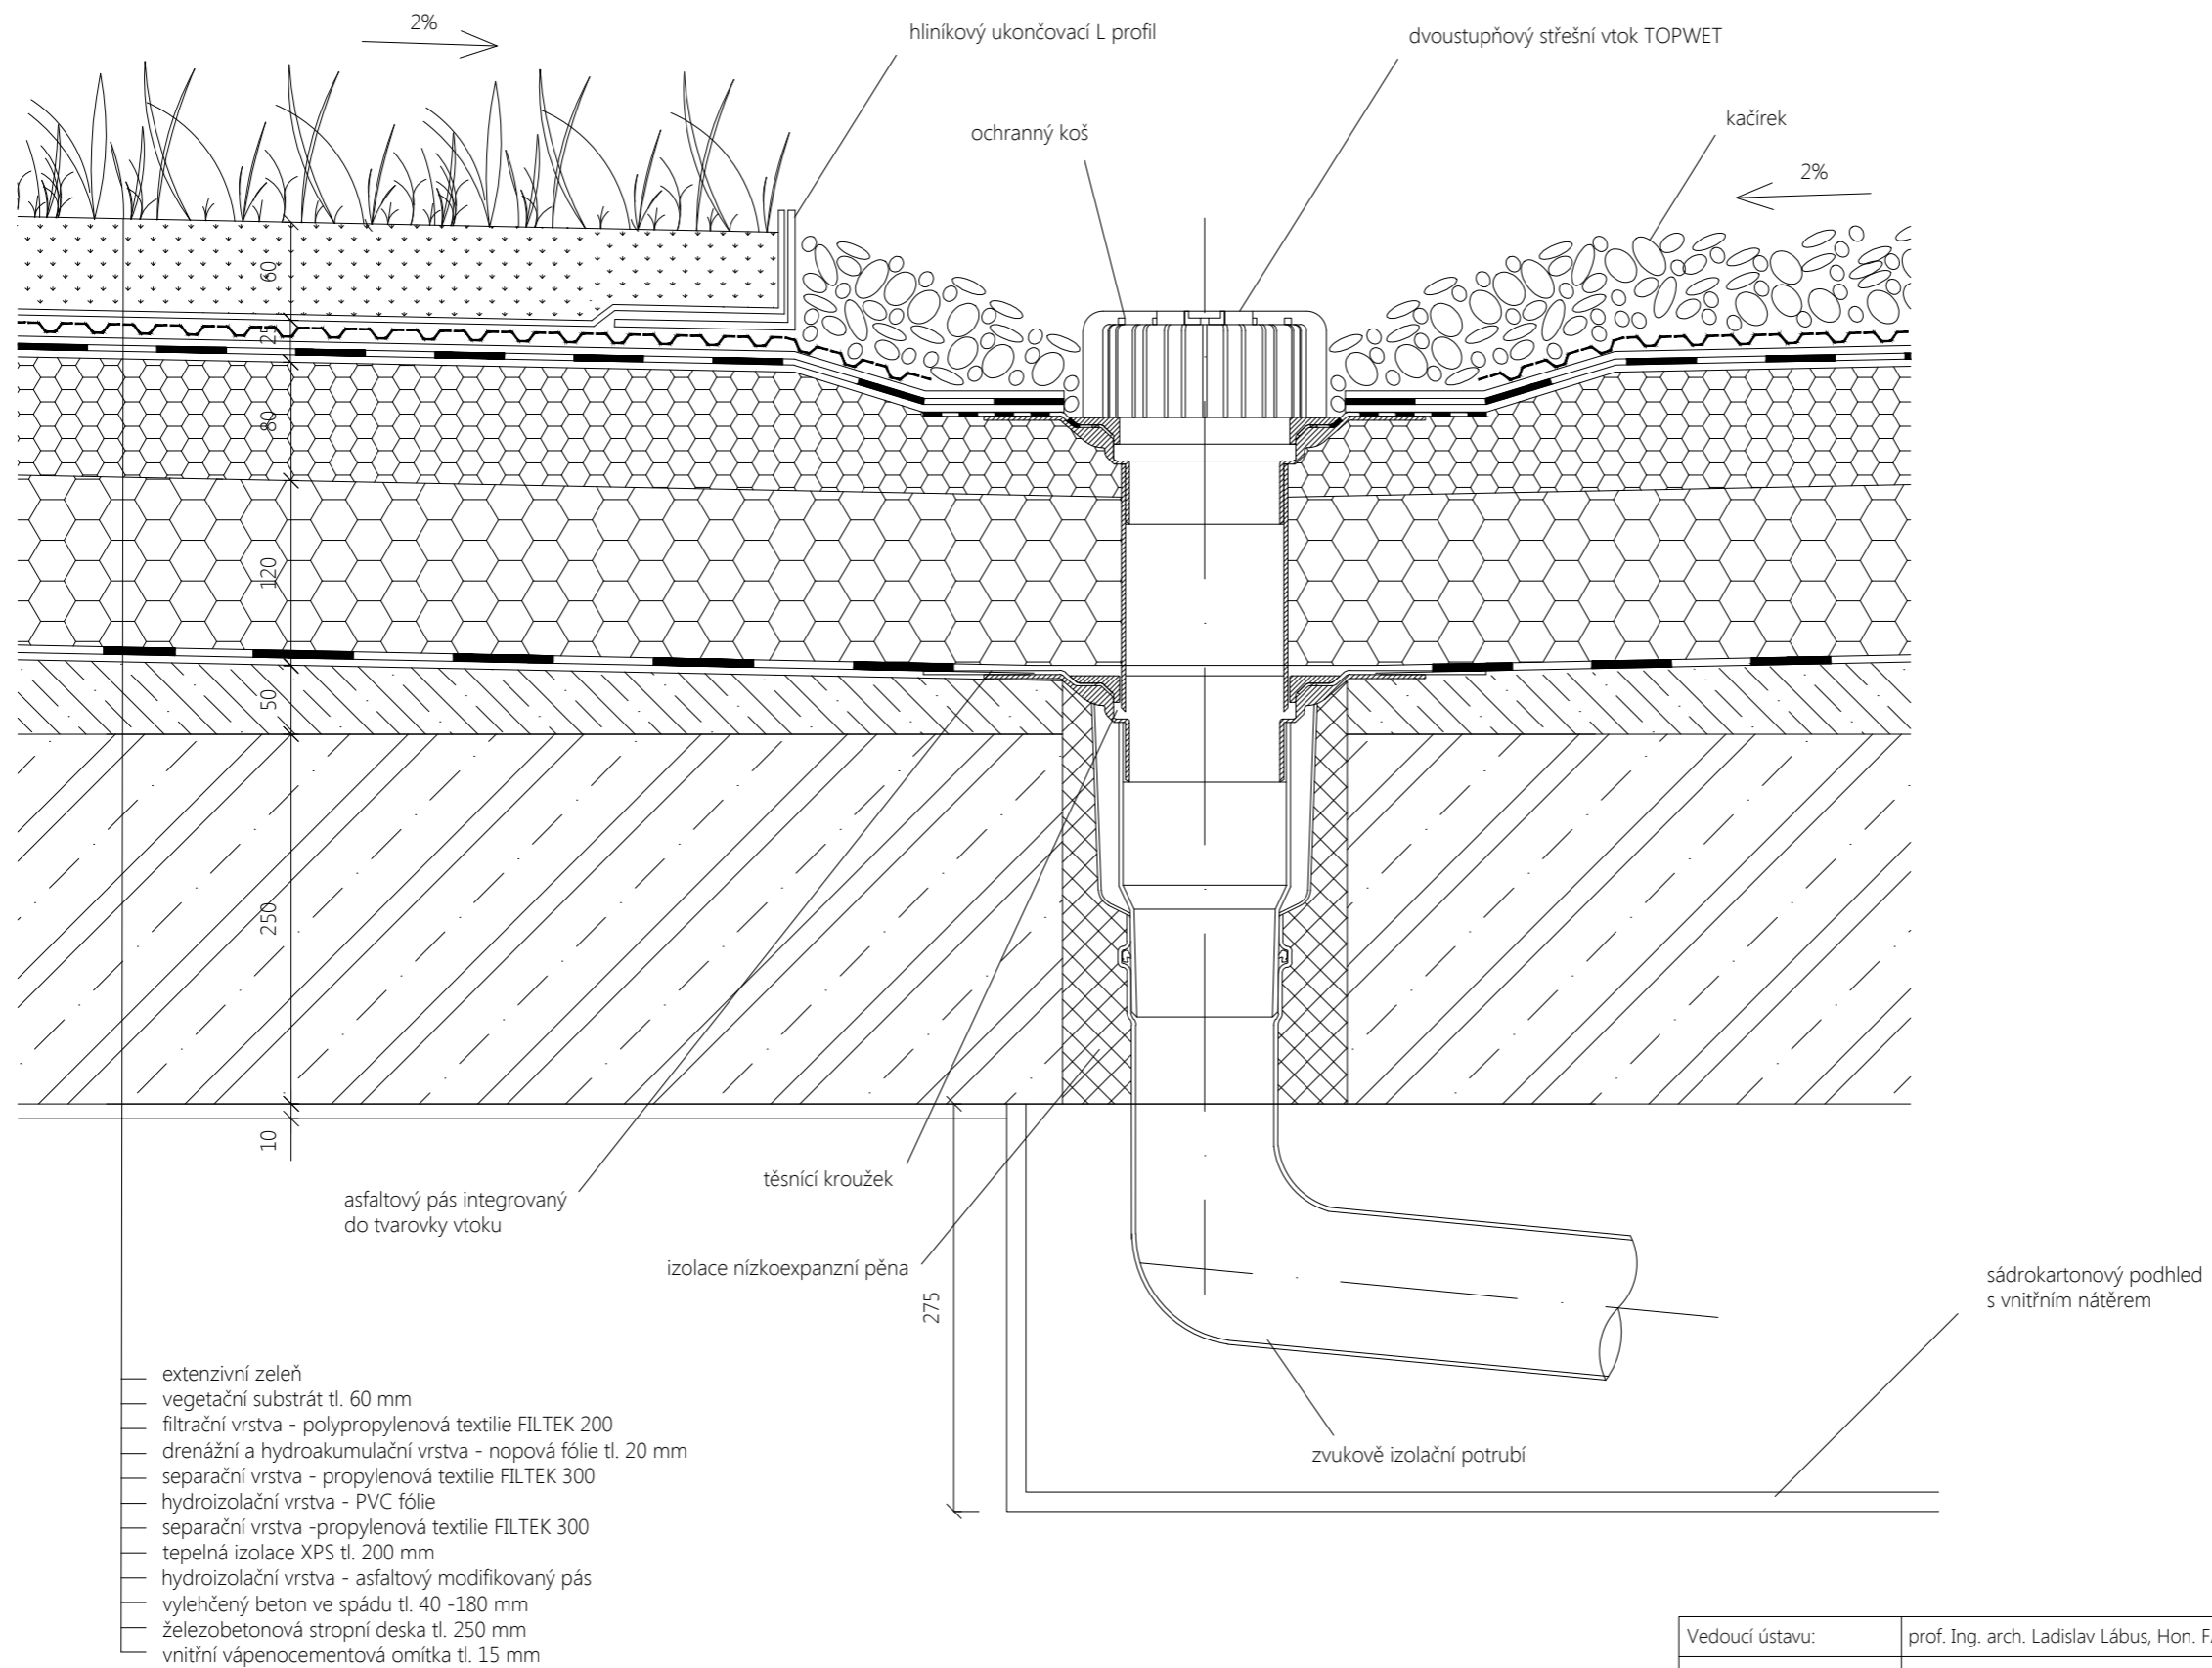 2%
hliníkový ukončovací L profil
dvoustupňový střešní vtok TOPWET
ochranný koš
kačírek
2%
60
25
80
120
50
250
10
těsnící kroužek
asfaltový pás integrovaný
do tvarovky vtoku
izolace nízkoexpanzní pěna
275
sádrokartonový podhled
s vnitřním nátěrem
zvukově izolační potrubí
extenzivní zeleň
vegetační substrát tl. 60 mm
filtrační vrstva - polypropylenová textilie FILTEK 200
drenážní a hydroakumulační vrstva - nopová fólie tl. 20 mm
separační vrstva - propylenová textilie FILTEK 300
hydroizolační vrstva - PVC fólie
separační vrstva -propylenová textilie FILTEK 300
tepelná izolace XPS tl. 200 mm
hydroizolační vrstva - asfaltový modifikovaný pás
vylehčený beton ve spádu tl. 40 -180 mm
železobetonová stropní deska tl. 250 mm
vnitřní vápenocementová omítka tl. 15 mm
Vedoucí ústavu:
prof. Ing. arch. Ladislav Lábus, Hon.